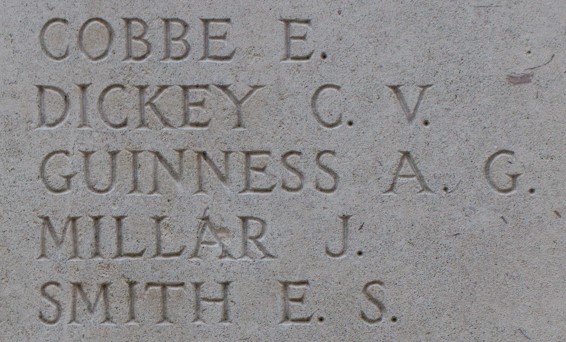 COBBE E.
DICKEY C. V.
GUINNESS A. G.
MILLAR J.
SMITH E. S.